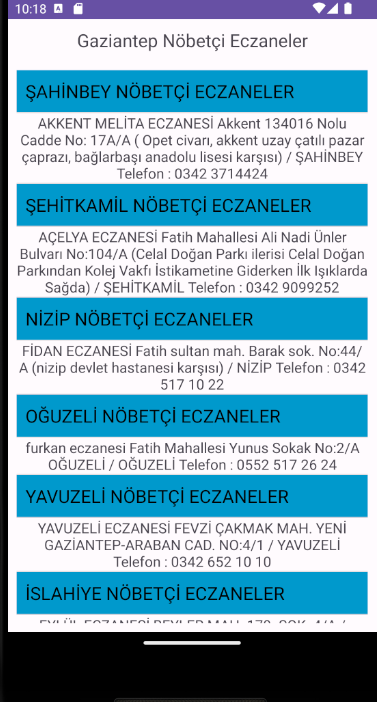 10:18
Gaziantep Nöbetçi Eczaneler
ŞAHİNBEY NÖBETÇİ ECZANELER
AKKENT MELİTA ECZANESİ Akkent 134016 Nolu
Cadde No: 17A/A ( Opet civarı, akkent uzay çatılı pazar
çaprazı, bağlarbaşı anadolu lisesi karşısı) / ŞAHİNBEY
Telefon : 0342 3714424
ŞEHİTKAMİL NÖBETÇİ ECZANELER
AÇELYA ECZANESİ Fatih Mahallesi Ali Nadi Ünler
Bulvarı No:104/A (Celal Doğan Parkı ilerisi Celal Doğan
Parkından Kolej Vakfı İstikametine Giderken İlk Işıklarda
Sağda) / ŞEHİTKAMİL Telefon : 0342 9099252
NİZİP NÖBETÇİ ECZANELER
FİDAN ECZANESİ Fatih sultan mah. Barak sok. No:44/
A (nizip devlet hastanesi karşısı) / NİZİP Telefon : 0342
517 10 22
OĞUZELİ NÖBETÇİ ECZANELER
furkan eczanesi Fatih Mahallesi Yunus Sokak No:2/A
OĞUZELİ / OĞUZELİ Telefon : 0552 517 26 24
YAVUZELİ NÖBETÇİ ECZANELER
YAVUZELİ ECZANESİ FEVZİ ÇAKMAK MAH. YENİ
GAZİANTEP-ARABAN CAD. NO:4/1 / YAVUZELİ
Telefon : 0342 652 10 10
İSLAHİYE NÖBETÇİ ECZANELER